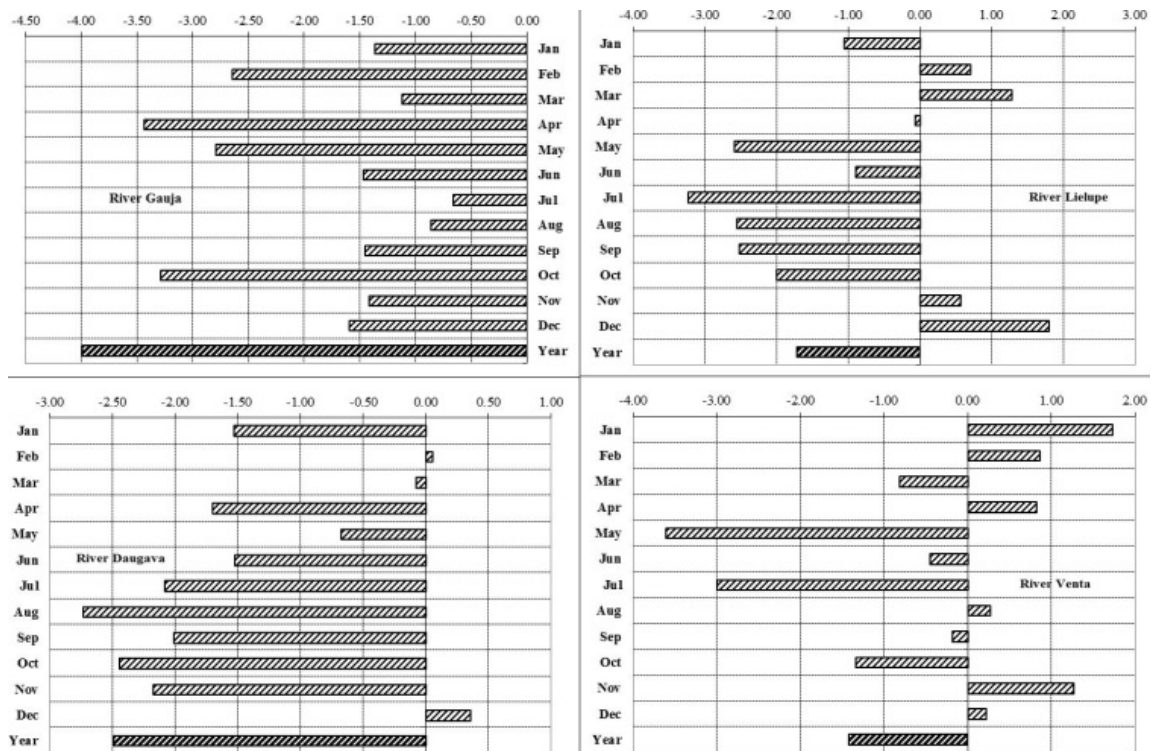 -4.50 -4.00 -3.50 -3.00 -2.50 -2.00 -1.50 -1.00 -0.50 0.00
Jan
Feb
Mar
Apr
May
Jun
River Gauja Jul
Aug
Sep
Oct
Nov
Dec
Year
-4.00 -3.00 -2.00 -1.00 0.00 1.00 2.00 3.00
Jan
Feb
Mar
Apr
May
Jun
Jul River Lielupe
Aug
Sep
Oct
Nov
Dec
Year
-3.00 -2.50 -2.00 -1.50 -1.00 -0.50 0.00 0.50 1.00
Jan
Feb
Mar
Apr
May
Jun River Daugava
Jul
Aug
Sep
Oct
Nov
Dec
Year
-4.00 -3.00 -2.00 -1.00 0.00 1.00 2.00
Jan
Feb
Mar
Apr
May
Jun
Jul River Venta
Aug
Sep
Oct
Nov
Dec
Year